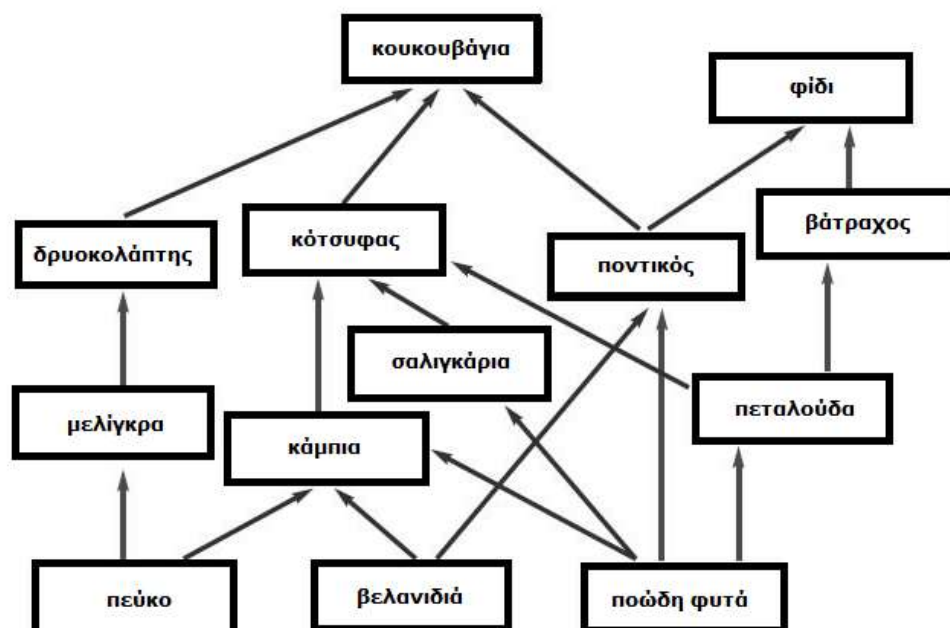 κουκουβάγια
φίδι
δρυοκολάπτης
κότσυφας
ποντικός
βάτραχος
σαλιγκάρια
μελίγκρα
κάμπια
πεταλούδα
πεύκο
βελανιδιά
ποώδη φυτά